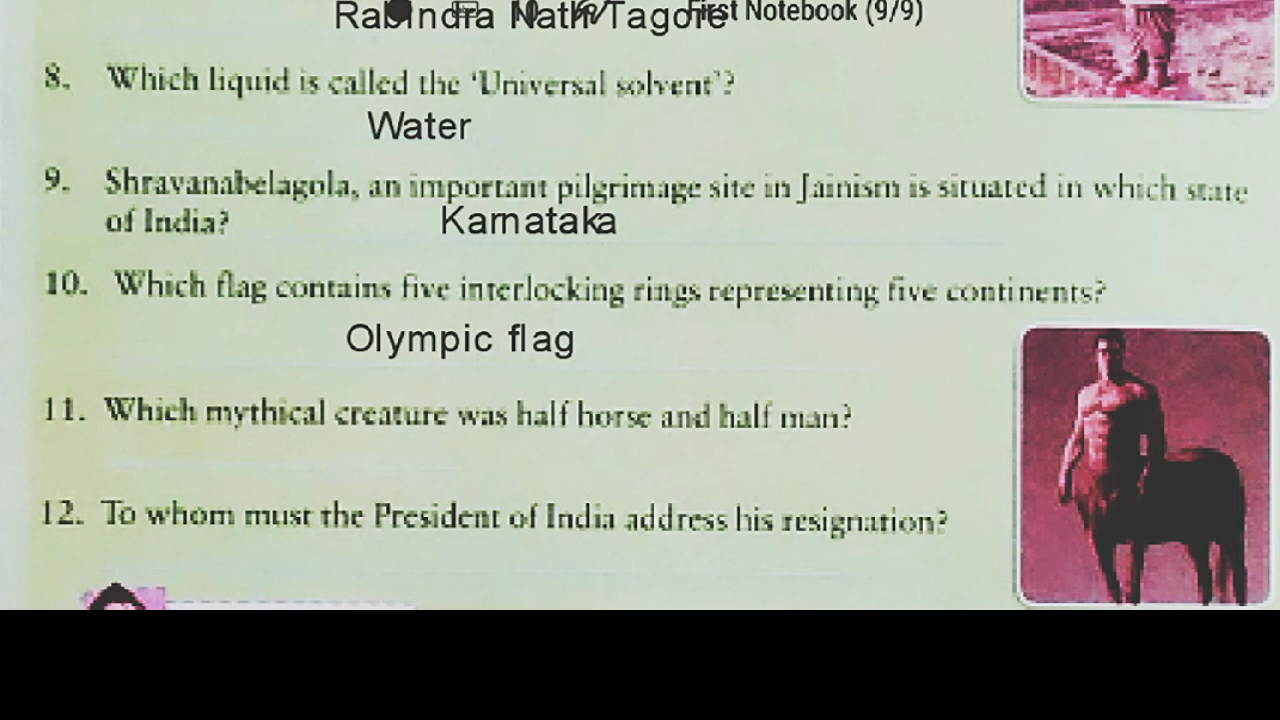 Rabindra Nath Tagore
First Notebook (9/9)
8. Which liquid is called the ‘Universal solvent’?
Water
9. Shravanabelagola, an important pilgrimage site in Jainism is situated in which state
of India?
Karnataka
10. Which flag contains five interlocking rings representing five continents?
Olympic flag
11. Which mythical creature was half horse and half man?
12. To whom must the President of India address his resignation?